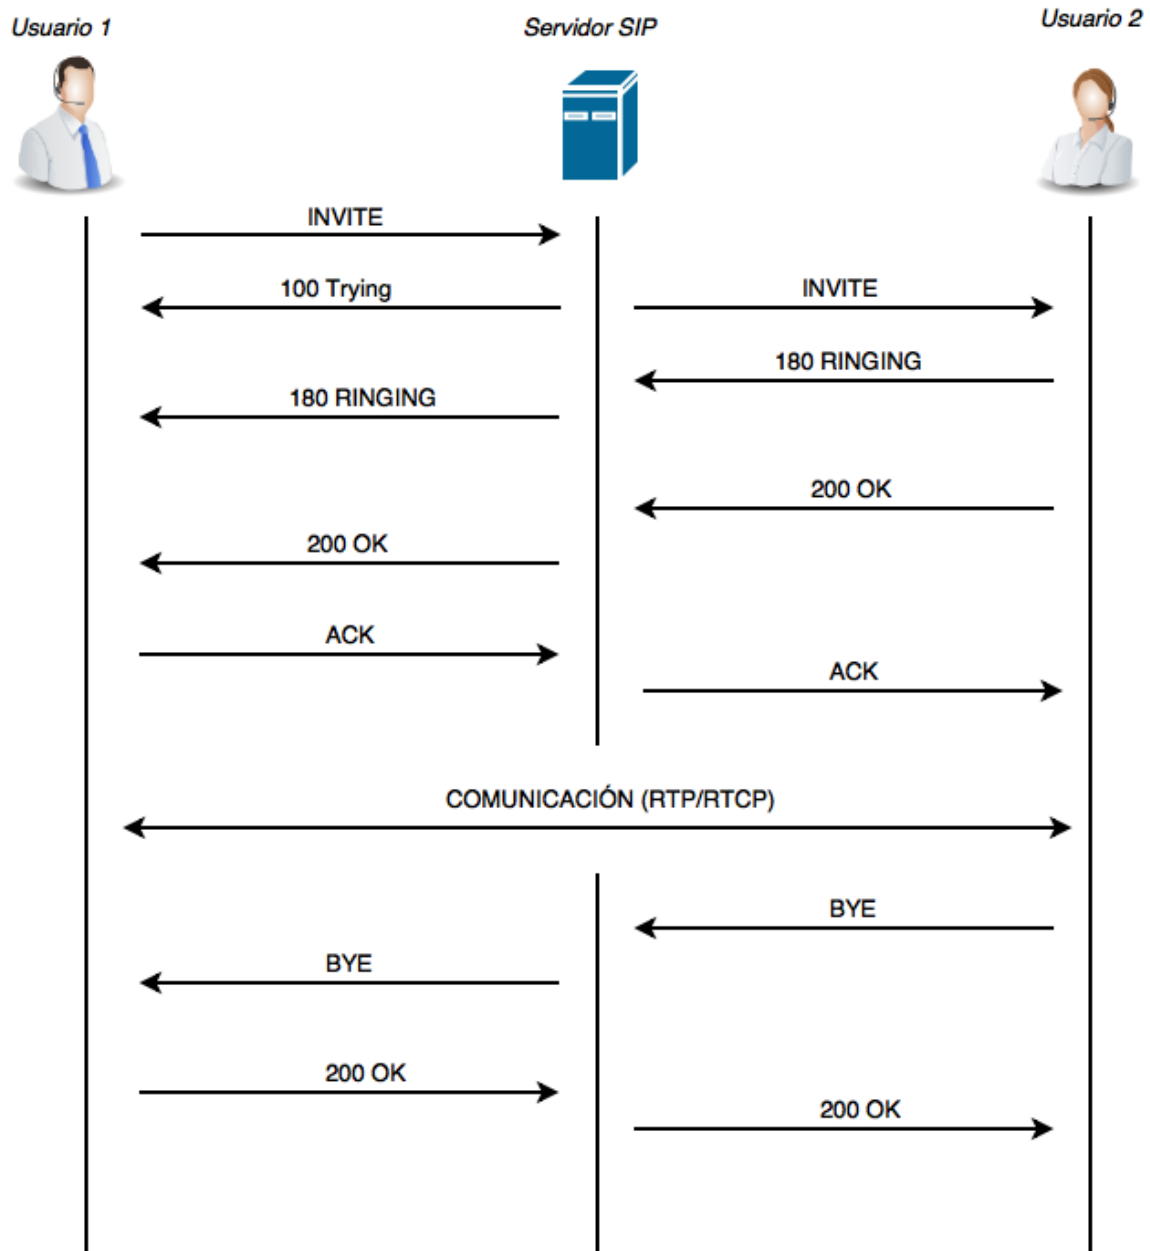 Usuario 1
Servidor SIP
Usuario 2
INVITE
100 Trying
INVITE
180 RINGING
180 RINGING
200 OK
200 OK
ACK
ACK
COMUNICACIÓN (RTP/RTCP)
BYE
BYE
200 OK
200 OK